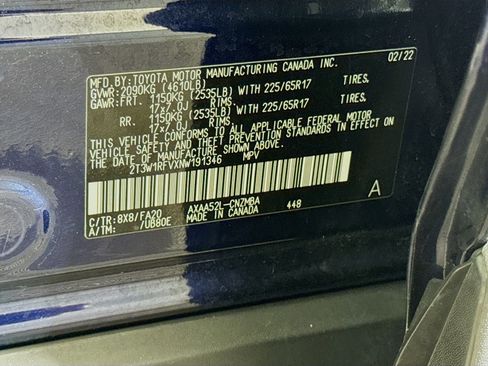 MFD.BY:TOYOTA MOTOR MANUFACTURING CANADA INC. 02/22
GVWR:2090KG (4610LB)
GAWR:FRT. 1150KG (2535LB) WITH 225/65R17 TIRES,
17x7.0J RIMS,
RR. 1150KG (2535LB) WITH 225/65R17 TIRES,
17x7.0J RIMS.
THIS VEHICLE CONFORMS TO ALL APPLICABLE FEDERAL MOTOR
VEHICLE SAFETY AND THEFT PREVENTION STANDARDS IN EFFECT ON
THE DATE OF MANUFACTURE SHOWN ABOVE.
2T3W1RFVXNW191346 MPV
A
C/TR:8X8/FA20 AXAA52L-CNZMBA 448
A/TM: /UB80E MADE IN CANADA